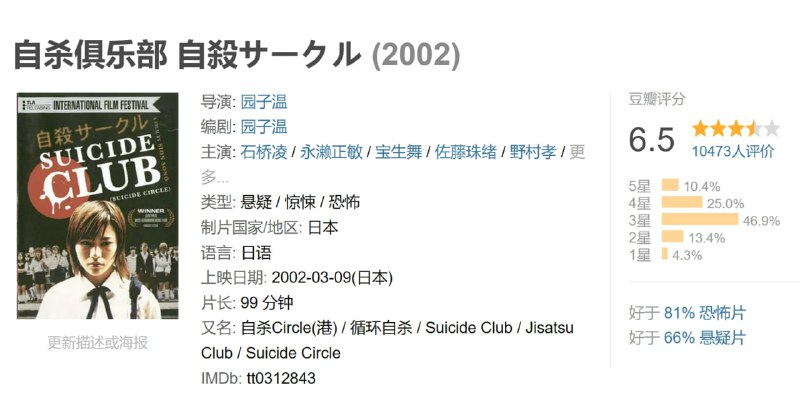 自杀俱乐部 自殺サークル (2002)
TLA RELEASING INTERNATIONAL FILM FESTIVAL
自殺サークル
SUICIDE
CLUB
(SUICIDE CIRCLE)
A FILM BY SION SONO
WINNER
更新描述或海报
导演: 园子温
编剧: 园子温
主演: 石桥凌 / 永濑正敏 / 宝生舞 / 佐藤珠绪 / 野村孝 / 更
多...
类型: 悬疑 / 惊悚 / 恐怖
制片国家/地区: 日本
语言: 日语
上映日期: 2002-03-09(日本)
片长: 99 分钟
又名: 自杀Circle(港) / 循环自杀 / Suicide Club / Jisatsu
Club / Suicide Circle
IMDb: tt0312843
豆瓣评分
6.5
10473人评价
5星 10.4%
4星 25.0%
3星 46.9%
2星 13.4%
1星 4.3%
好于 81% 恐怖片
好于 66% 悬疑片